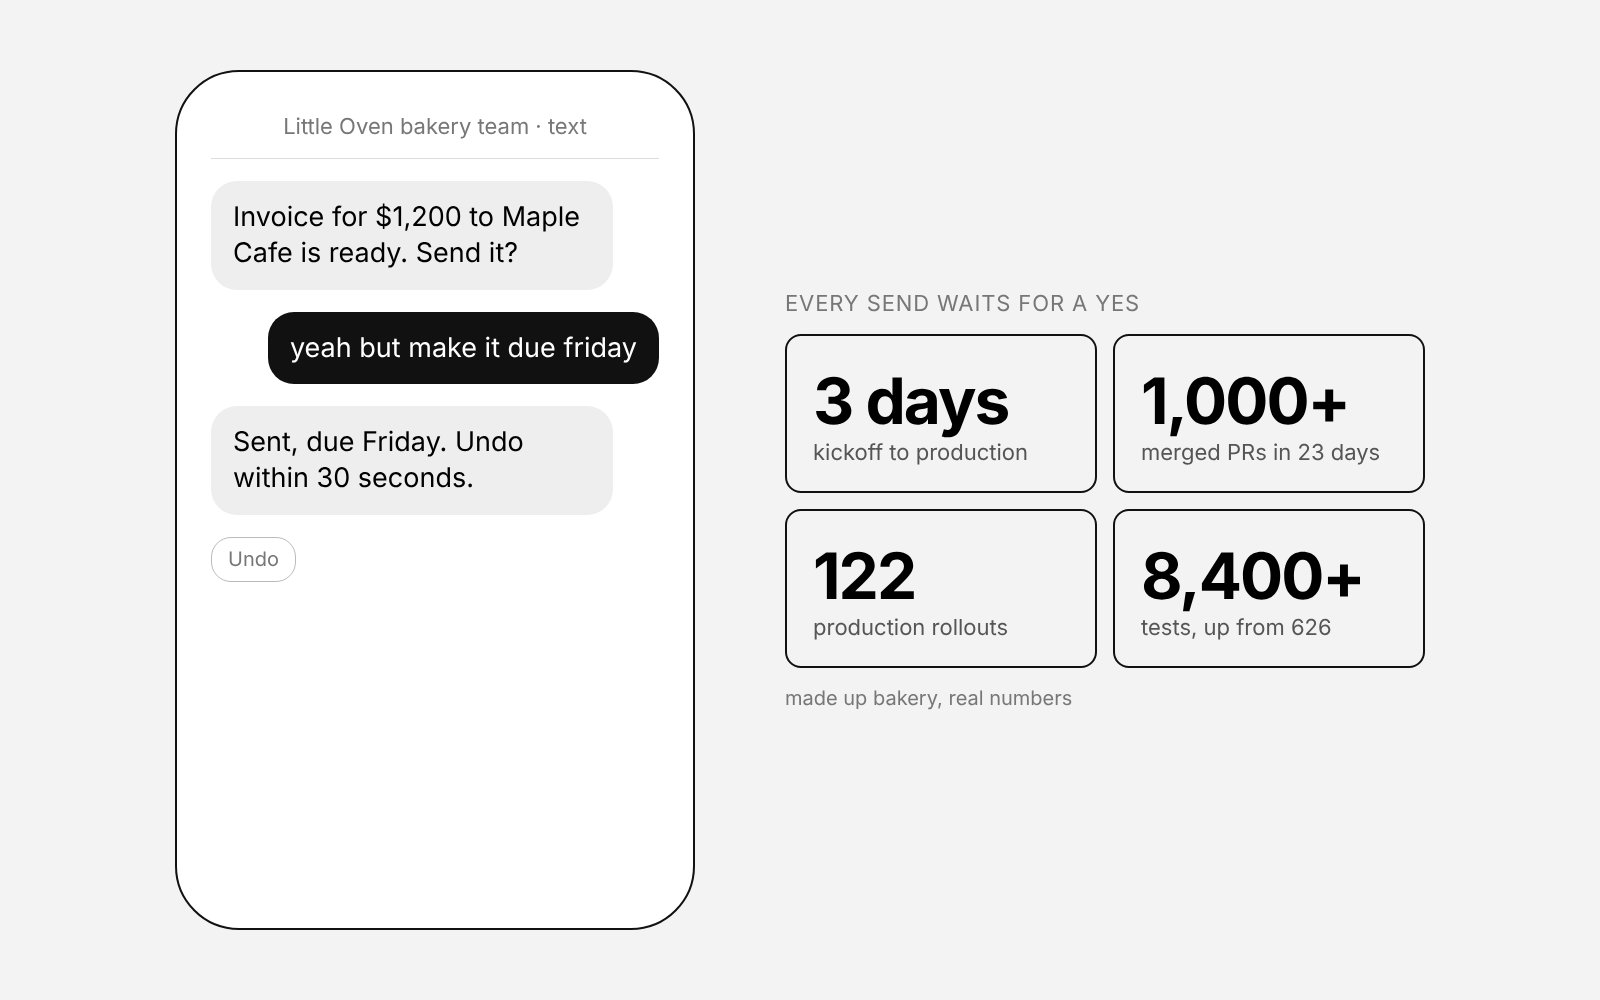 Little Oven bakery team · text
Invoice for $1,200 to Maple
Cafe is ready. Send it?
yeah but make it due friday
Sent, due Friday. Undo
within 30 seconds.
Undo
EVERY SEND WAITS FOR A YES
3 days
kickoff to production
1,000+
merged PRs in 23 days
122
production rollouts
8,400+
tests, up from 626
made up bakery, real numbers